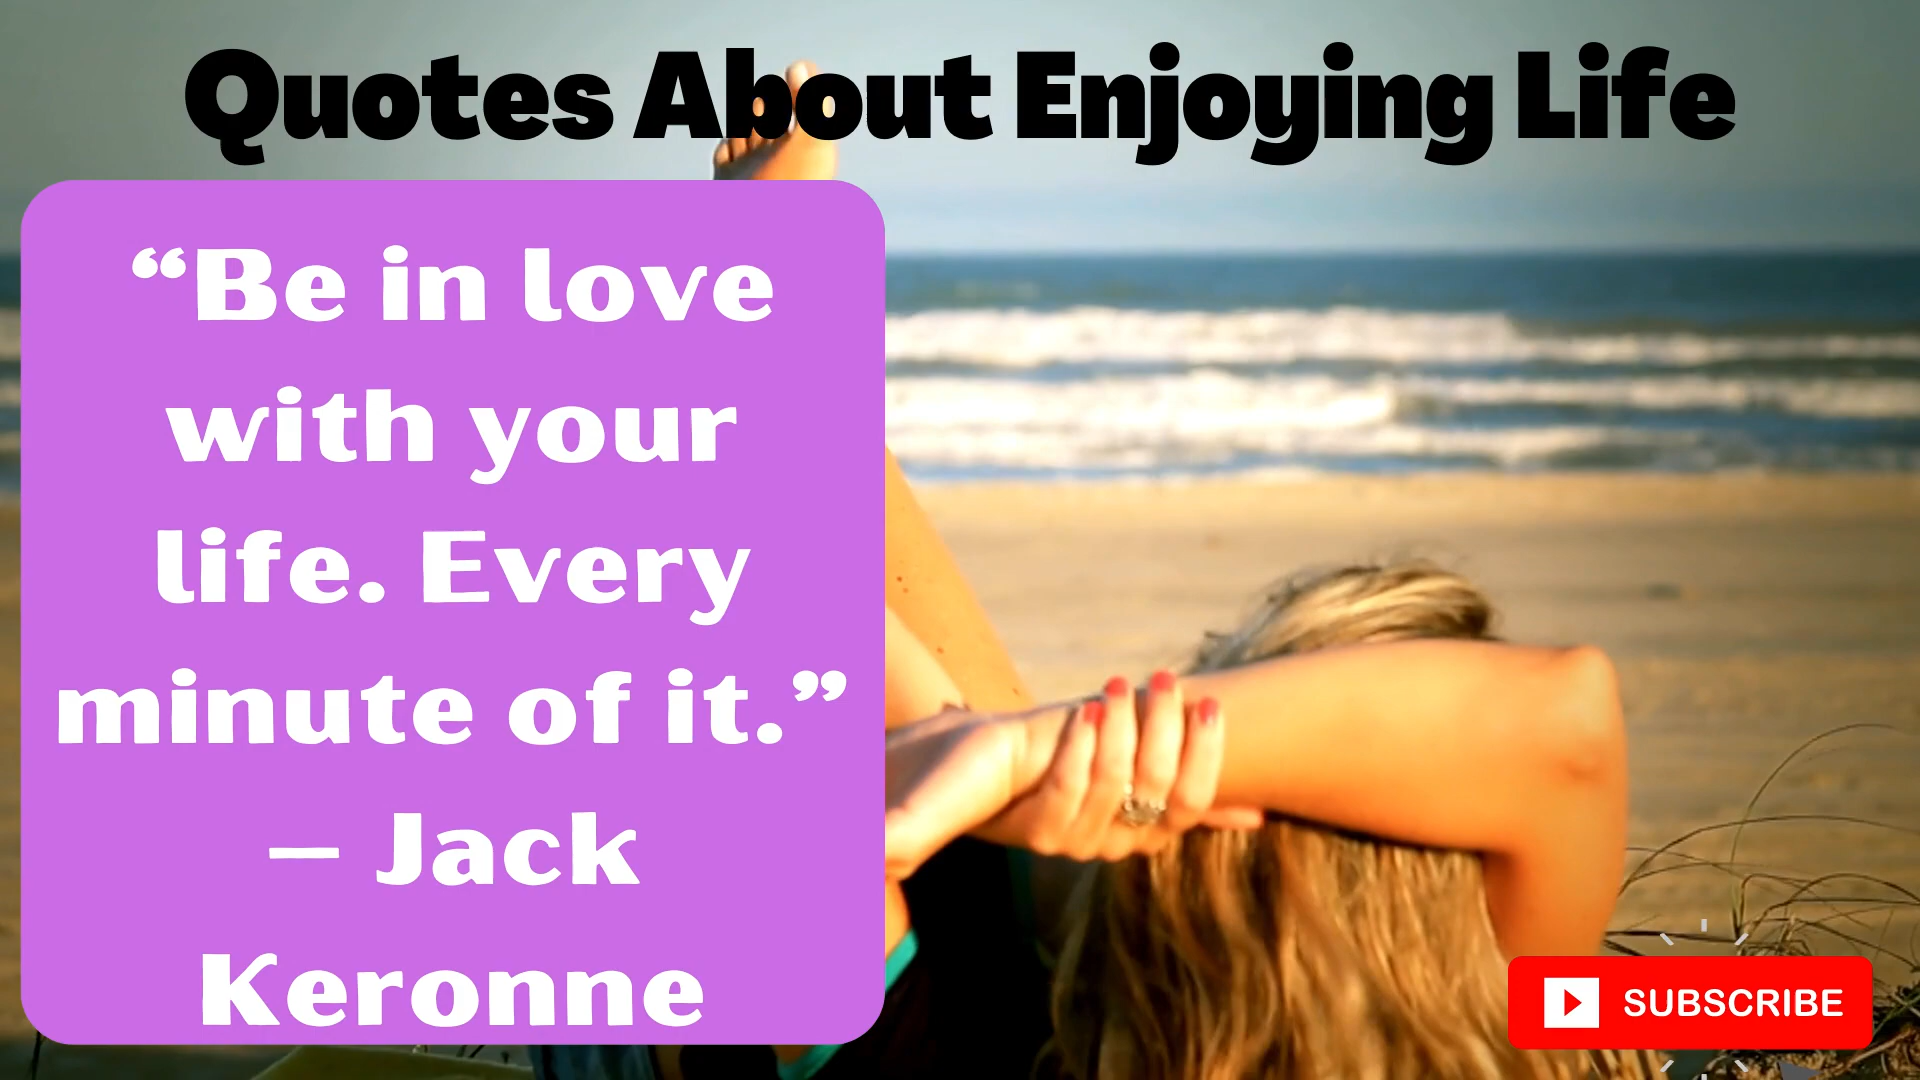 Quotes About Enjoying Life
“Be in love
with your
life. Every
minute of it.”
— Jack
Keronne
SUBSCRIBE